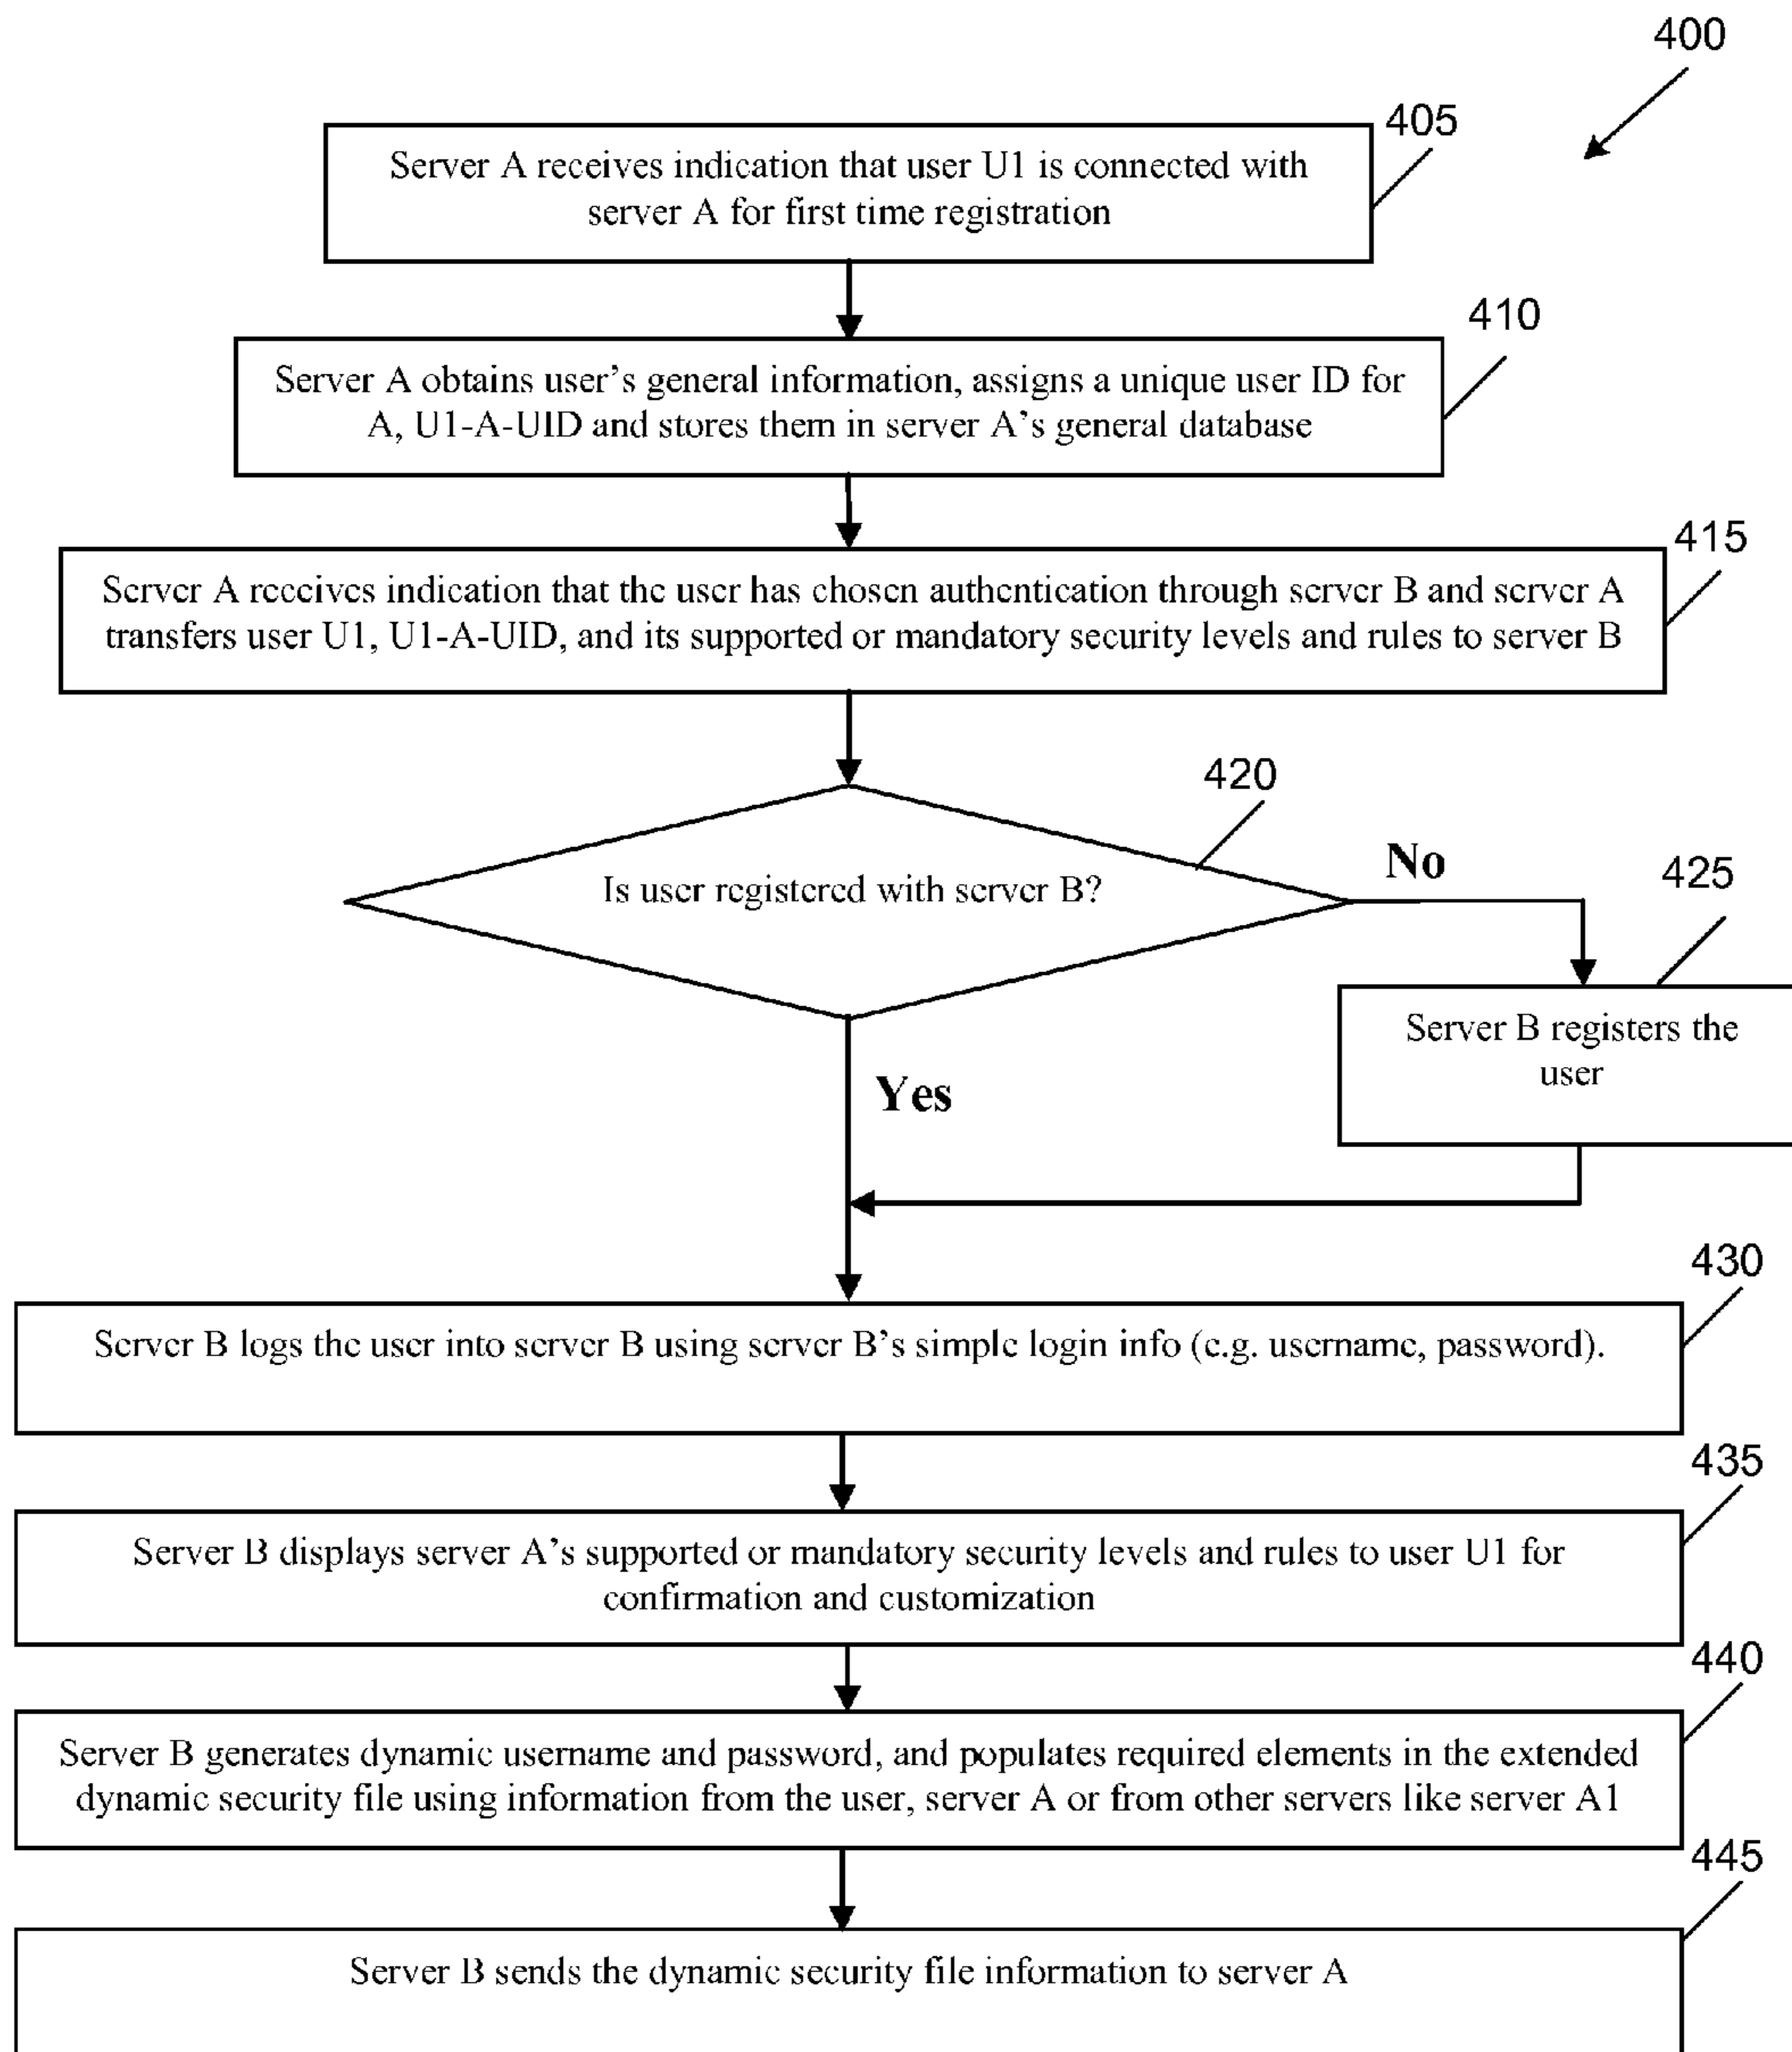 400
405
Server A receives indication that user U1 is connected with
server A for first time registration
410
Server A obtains user's general information, assigns a unique user ID for
A, U1-A-UID and stores them in server A's general database
415
Server A receives indication that the user has chosen authentication through server B and server A
transfers user U1, U1-A-UID, and its supported or mandatory security levels and rules to server B
420
Is user registered with server B?
No
425
Server B registers the
user
Yes
430
Server B logs the user into server B using server B's simple login info (e.g. username, password).
435
Server B displays server A's supported or mandatory security levels and rules to user U1 for
confirmation and customization
440
Server B generates dynamic username and password, and populates required elements in the extended
dynamic security file using information from the user, server A or from other servers like server A1
445
Server B sends the dynamic security file information to server A